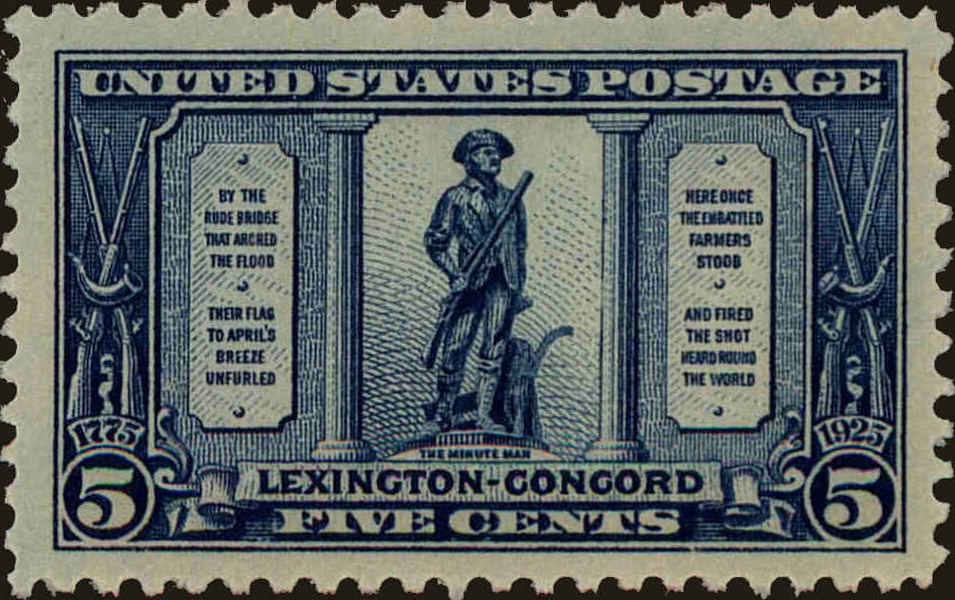 UNITED STATES POSTAGE
BY THE
RUDE BRIDGE
THAT ARCHED
THE FLOOD
THEIR FLAG
TO APRIL'S
BREEZE
UNFURLED
HERE ONCE
THE EMBATTLED
FARMERS
STOOD
AND FIRED
THE SHOT
HEARD ROUND
THE WORLD
1775
1925
THE MINUTE MAN
5
LEXINGTON-CONCORD
5
FIVE CENTS